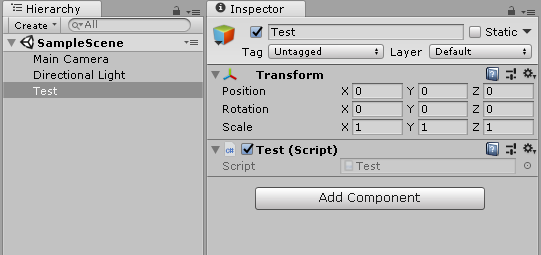 Hierarchy
Create
All
SampleScene
Main Camera
Directional Light
Test
Inspector
Test
Static
Tag Untagged Layer Default
Transform
Position X 0 Y 0 Z 0
Rotation X 0 Y 0 Z 0
Scale X 1 Y 1 Z 1
C#
Test (Script)
Script Test
Add Component